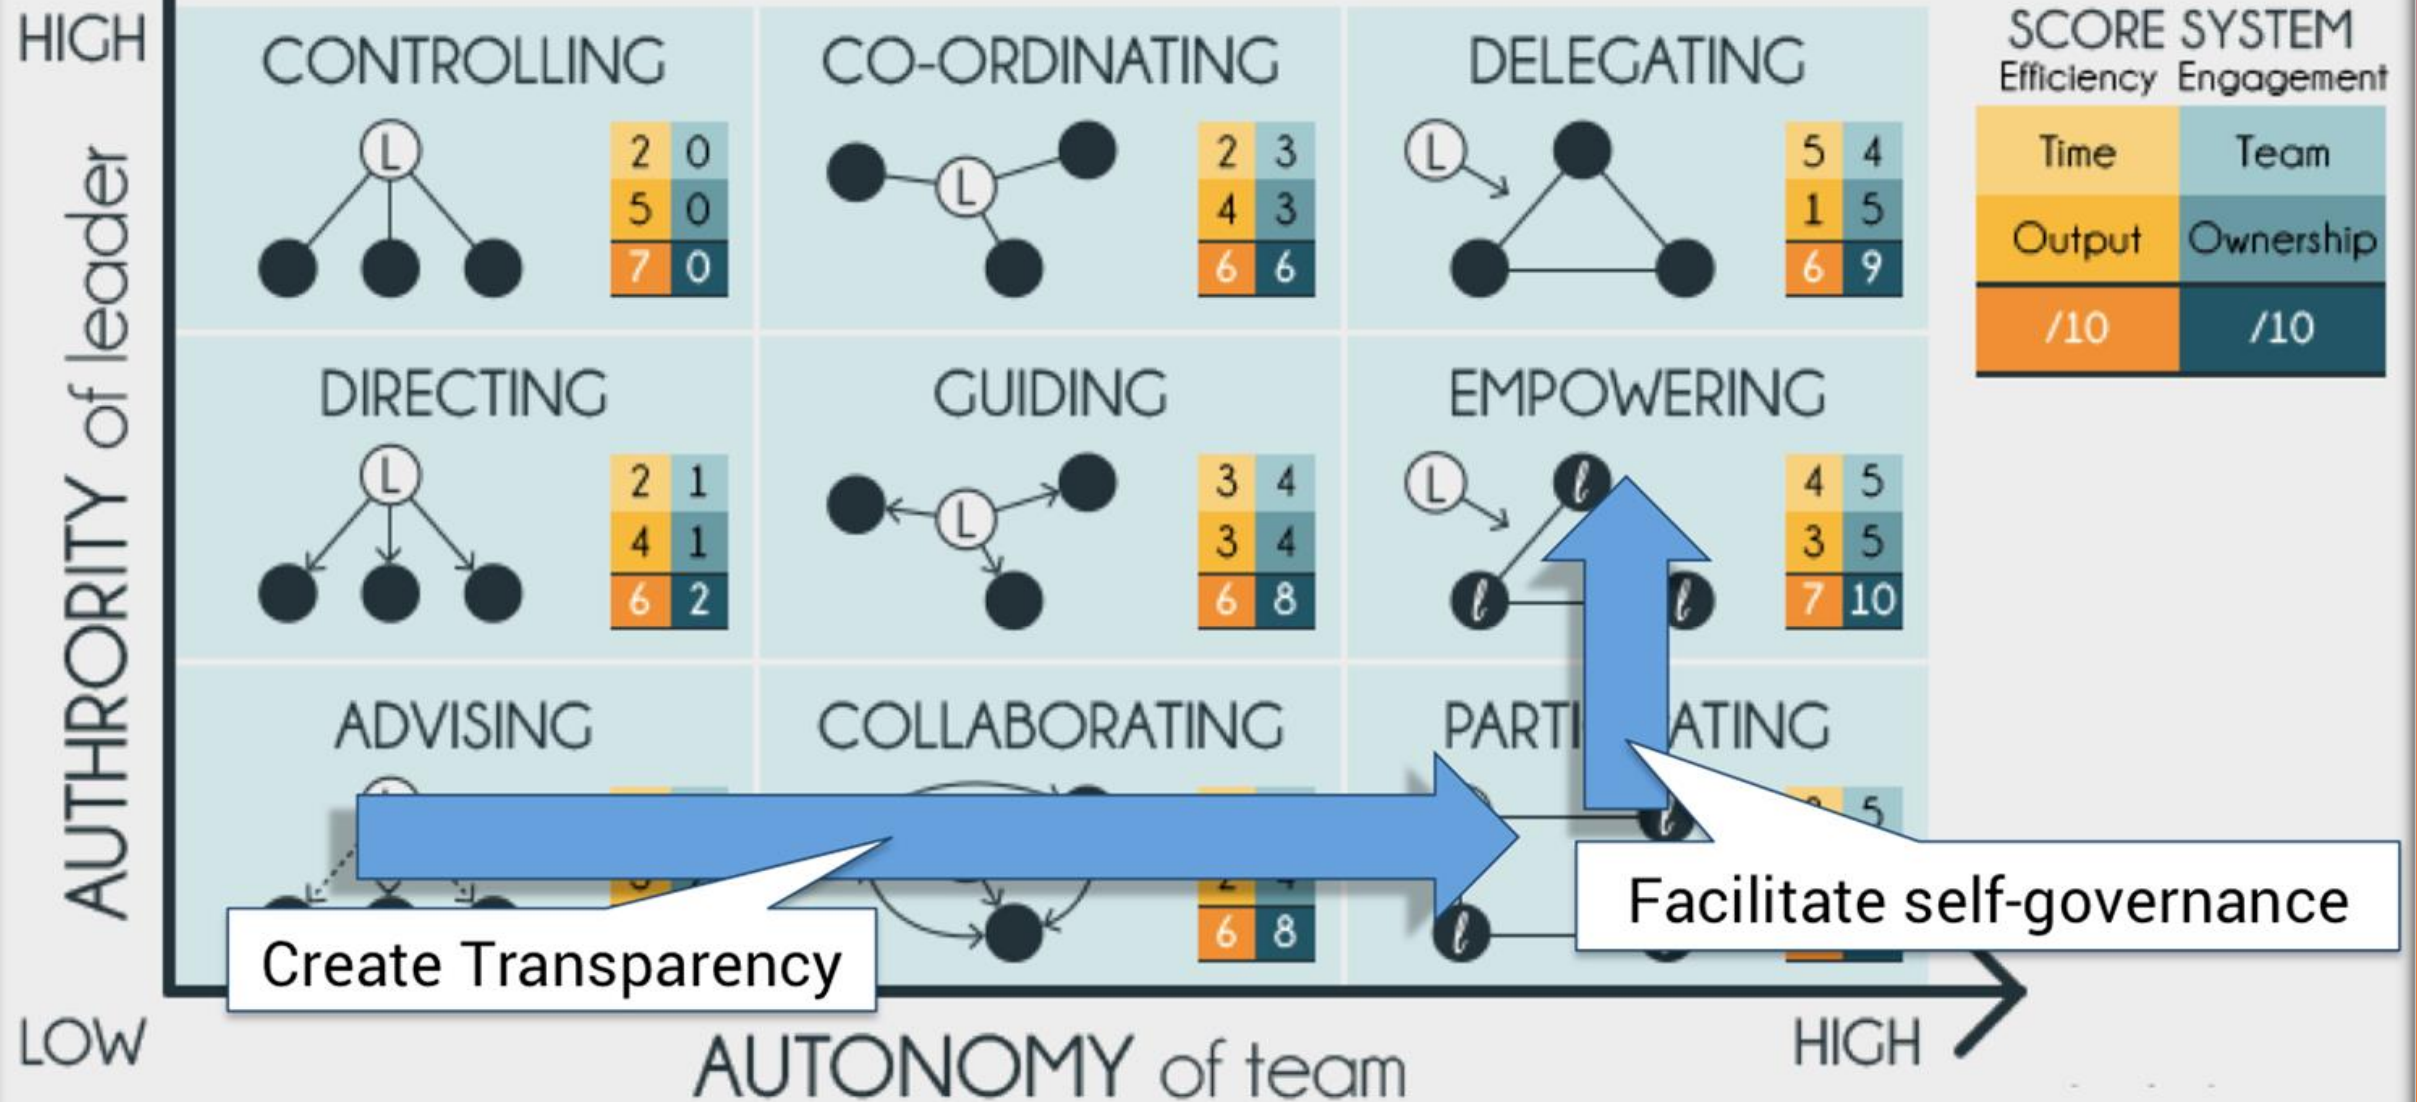 HIGH
AUTHRORITY of leader
LOW
CONTROLLING
L
2 0
5 0
7 0
CO-ORDINATING
L
2 3
4 3
6 6
DELEGATING
L
5 4
1 5
6 9
SCORE SYSTEM
Efficiency Engagement
Time Team
Output Ownership
/10 /10
DIRECTING
L
2 1
4 1
6 2
GUIDING
L
3 4
3 4
6 8
EMPOWERING
L
ℓ
ℓ ℓ
4 5
3 5
7 10
ADVISING
COLLABORATING
6 8
ATING
ℓ
ℓ
5
Create Transparency
Facilitate self-governance
AUTONOMY of team
HIGH